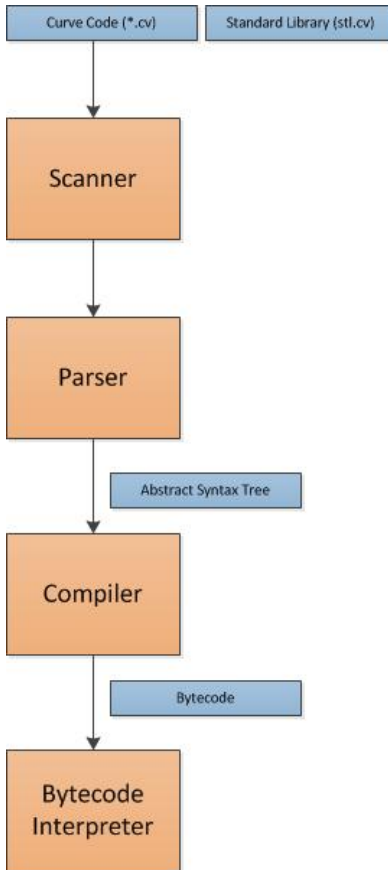 Curve Code (*.cv)
Standard Library (stl.cv)
Scanner
Parser
Abstract Syntax Tree
Compiler
Bytecode
Bytecode
Interpreter